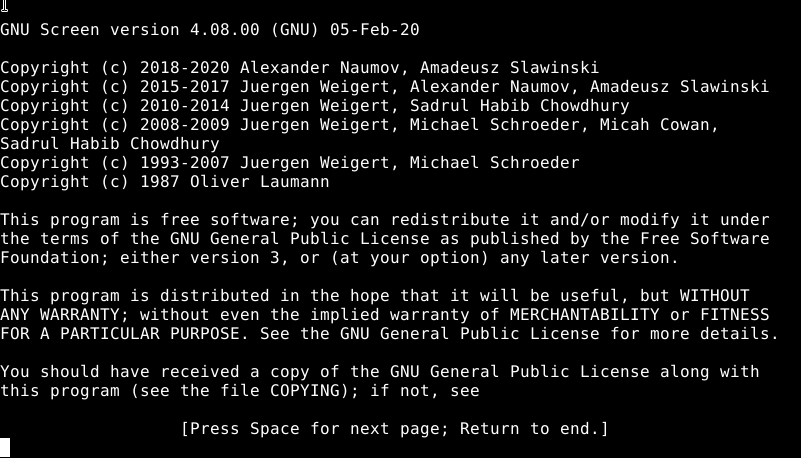 GNU Screen version 4.08.00 (GNU) 05-Feb-20
Copyright (c) 2018-2020 Alexander Naumov, Amadeusz Slawinski
Copyright (c) 2015-2017 Juergen Weigert, Alexander Naumov, Amadeusz Slawinski
Copyright (c) 2010-2014 Juergen Weigert, Sadrul Habib Chowdhury
Copyright (c) 2008-2009 Juergen Weigert, Michael Schroeder, Micah Cowan,
Sadrul Habib Chowdhury
Copyright (c) 1993-2007 Juergen Weigert, Michael Schroeder
Copyright (c) 1987 Oliver Laumann
This program is free software; you can redistribute it and/or modify it under
the terms of the GNU General Public License as published by the Free Software
Foundation; either version 3, or (at your option) any later version.
This program is distributed in the hope that it will be useful, but WITHOUT
ANY WARRANTY; without even the implied warranty of MERCHANTABILITY or FITNESS
FOR A PARTICULAR PURPOSE. See the GNU General Public License for more details.
You should have received a copy of the GNU General Public License along with
this program (see the file COPYING); if not, see
[Press Space for next page; Return to end.]